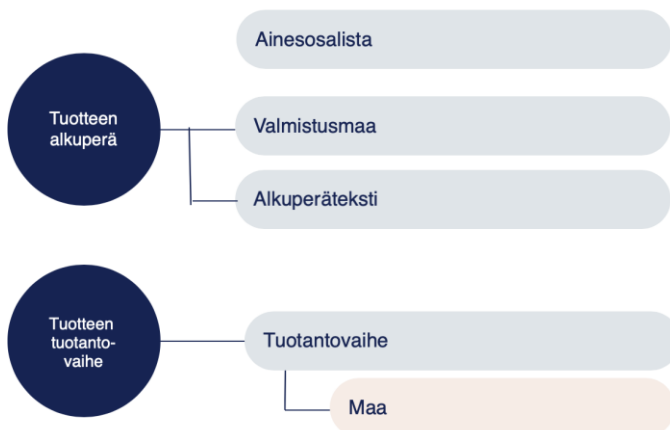 Ainesosalista
Tuotteen
alkuperä
Valmistusmaa
Alkuperäteksti
Tuotteen
tuotanto-
vaihe
Tuotantovaihe
Maa